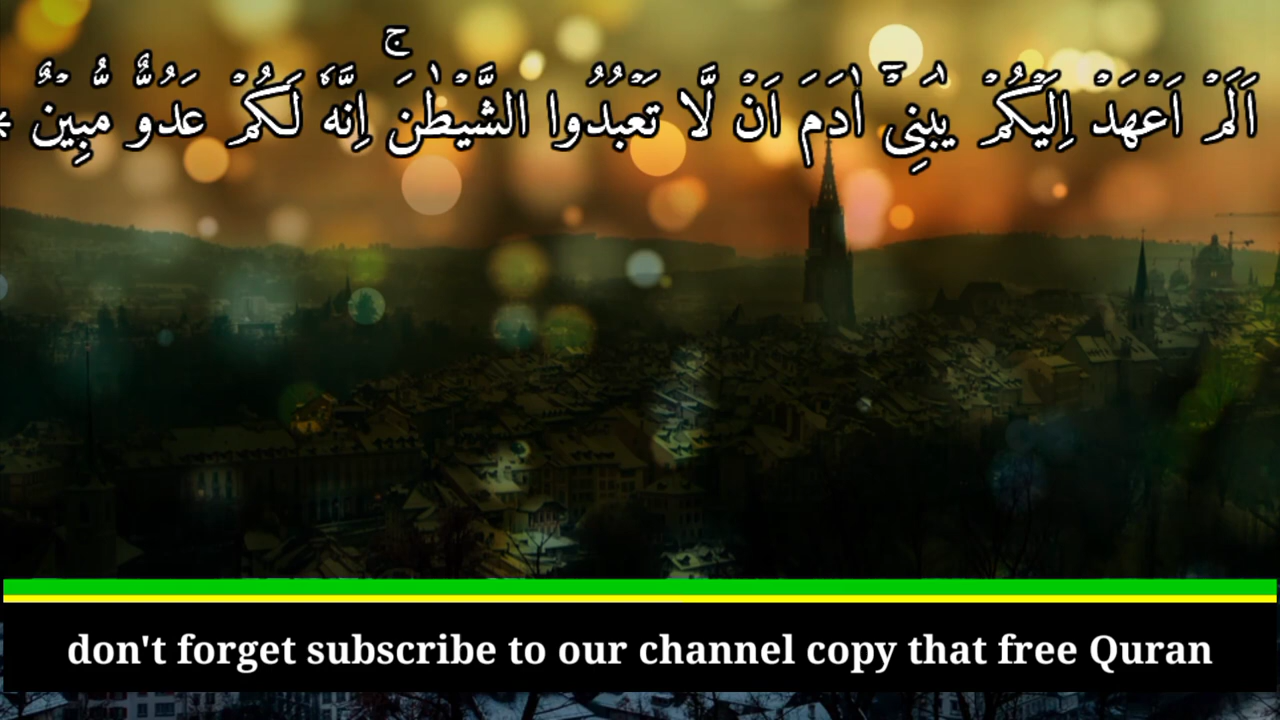 اَلَمۡ اَعۡهَدۡ اِلَيۡكُمۡ يٰبَنِىۡۤ اٰدَمَ اَنۡ لَّا تَعۡبُدُوا الشَّيۡطٰنَ​ۚ اِنَّهٗ لَـكُمۡ عَدُوٌّ مُّبِيۡنٌ
don't forget subscribe to our channel copy that free Quran